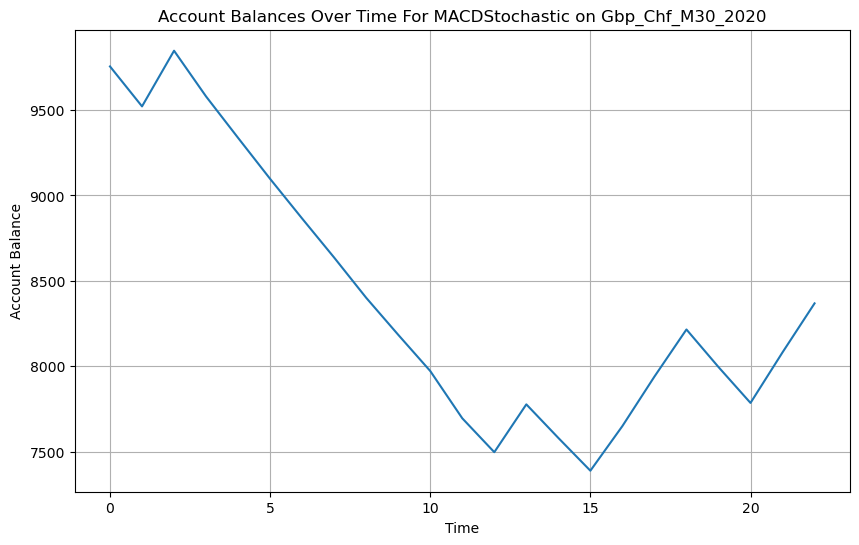 Account Balances Over Time For MACDStochastic on Gbp_Chf_M30_2020
Account Balance
9500
9000
8500
8000
7500
0 5 10 15 20
Time